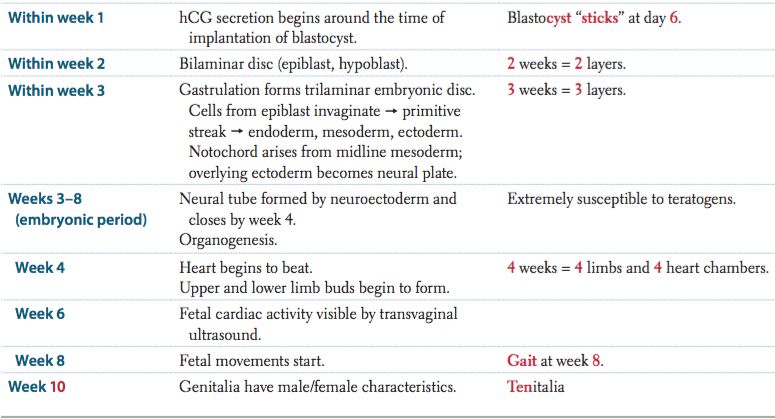 Within week 1 hCG secretion begins around the time of Blastocyst “sticks” at day 6.
implantation of blastocyst.
Within week 2 Bilaminar disc (epiblast, hypoblast). 2 weeks = 2 layers.
Within week 3 Gastrulation forms trilaminar embryonic disc. 3 weeks = 3 layers.
Cells from epiblast invaginate → primitive
streak → endoderm, mesoderm, ectoderm.
Notochord arises from midline mesoderm;
overlying ectoderm becomes neural plate.
Weeks 3–8 Neural tube formed by neuroectoderm and Extremely susceptible to teratogens.
(embryonic period) closes by week 4.
Organogenesis.
Week 4 Heart begins to beat. 4 weeks = 4 limbs and 4 heart chambers.
Upper and lower limb buds begin to form.
Week 6 Fetal cardiac activity visible by transvaginal
ultrasound.
Week 8 Fetal movements start. Gait at week 8.
Week 10 Genitalia have male/female characteristics. Tenitalia